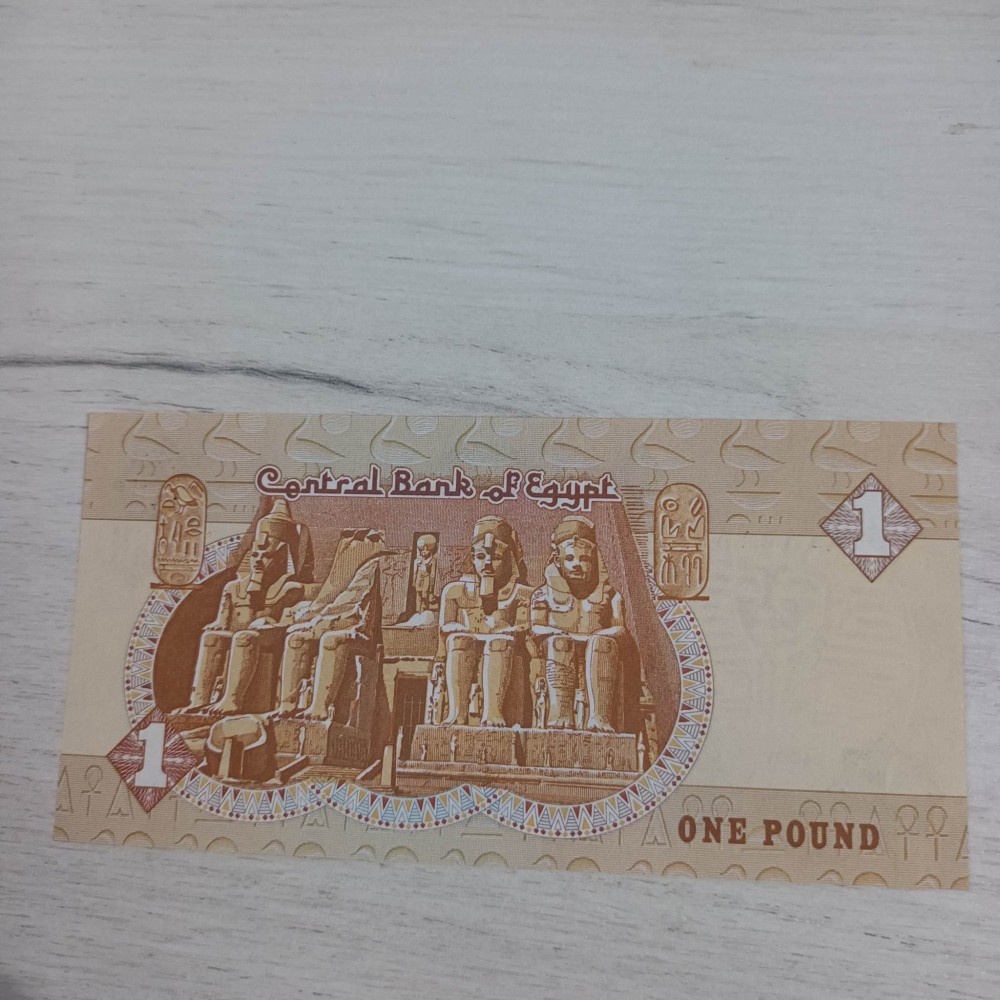 Central Bank of Egypt
1
1
ONE POUND